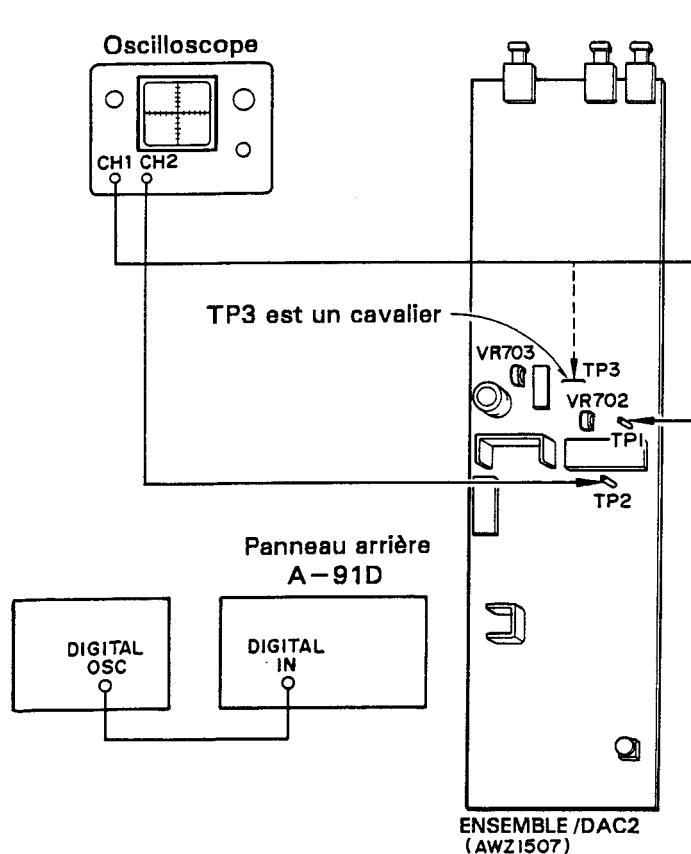 Oscilloscope
CH1 CH2
TP3 est un cavalier
VR703
TP3
VR702
TP1
TP2
Panneau arrière
A-91D
DIGITAL
OSC
DIGITAL
IN
ENSEMBLE/DAC2
(AWZ1507)